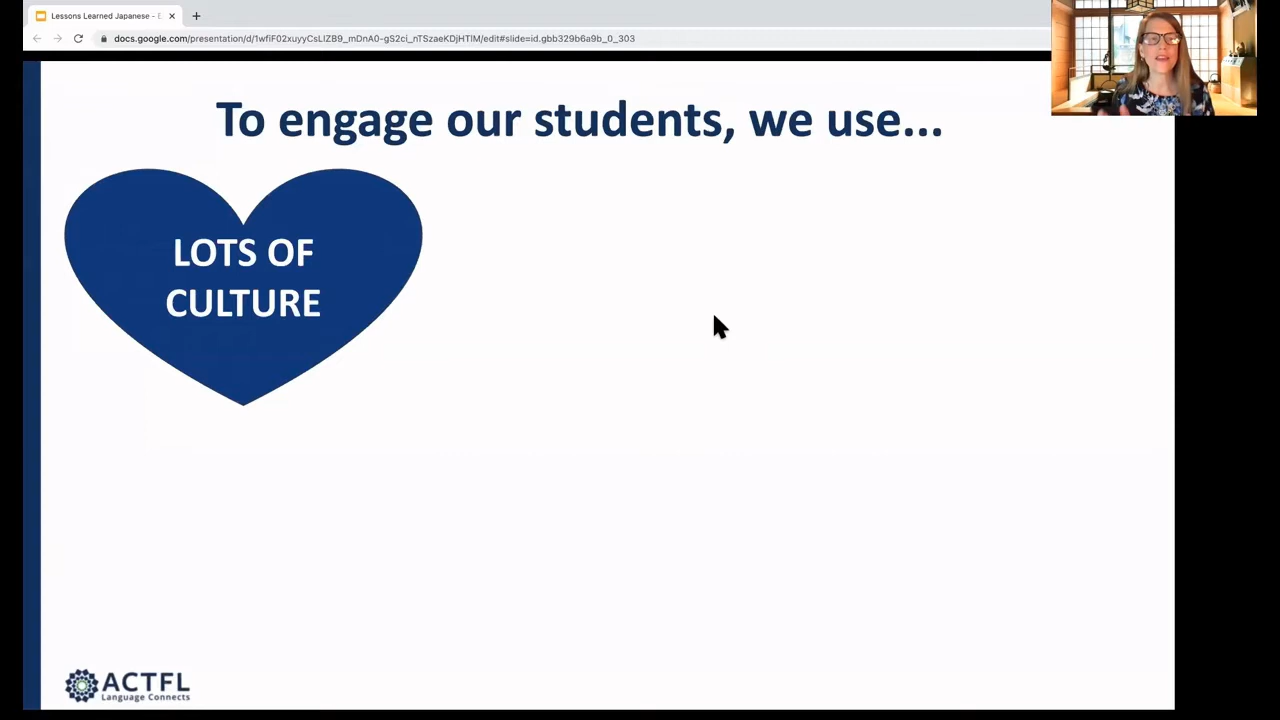 Lessons Learned Japanese - E
docs.google.com/presentation/d/1wfiF02xuyyCsLIZB9_mDnA0-gS2ci_nTSzaeKDjHTlM/edit#slide=id.gbb329b6a9b_0_303
To engage our students, we use...
LOTS OF
CULTURE
ACTFL
Language Connects